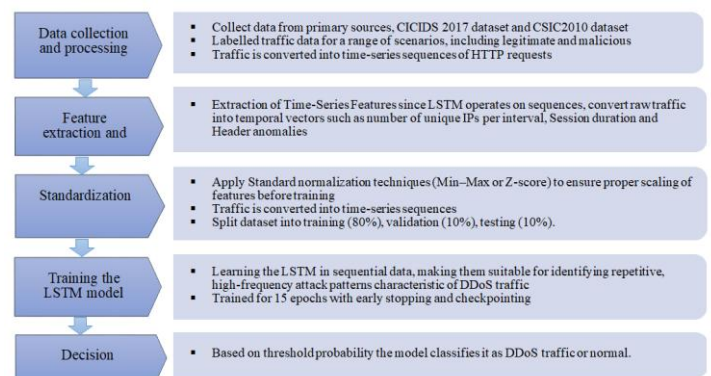 Data collection
and processing
▪ Collect data from primary sources, CICIDS 2017 dataset and CSIC2010 dataset
▪ Labelled traffic data for a range of scenarios, including legitimate and malicious
▪ Traffic is converted into time-series sequences of HTTP requests
Feature
extraction and
▪ Extraction of Time-Series Features since LSTM operates on sequences, convert raw traffic
into temporal vectors such as number of unique IPs per interval, Session duration and
Header anomalies
Standardization
▪ Apply Standard normalization techniques (Min–Max or Z-score) to ensure proper scaling of
features before training
▪ Traffic is converted into time-series sequences
▪ Split dataset into training (80%), validation (10%), testing (10%).
Training the
LSTM model
▪ Learning the LSTM in sequential data, making them suitable for identifying repetitive,
high-frequency attack patterns characteristic of DDoS traffic
▪ Trained for 15 epochs with early stopping and checkpointing
Decision
▪ Based on threshold probability the model classifies it as DDoS traffic or normal.